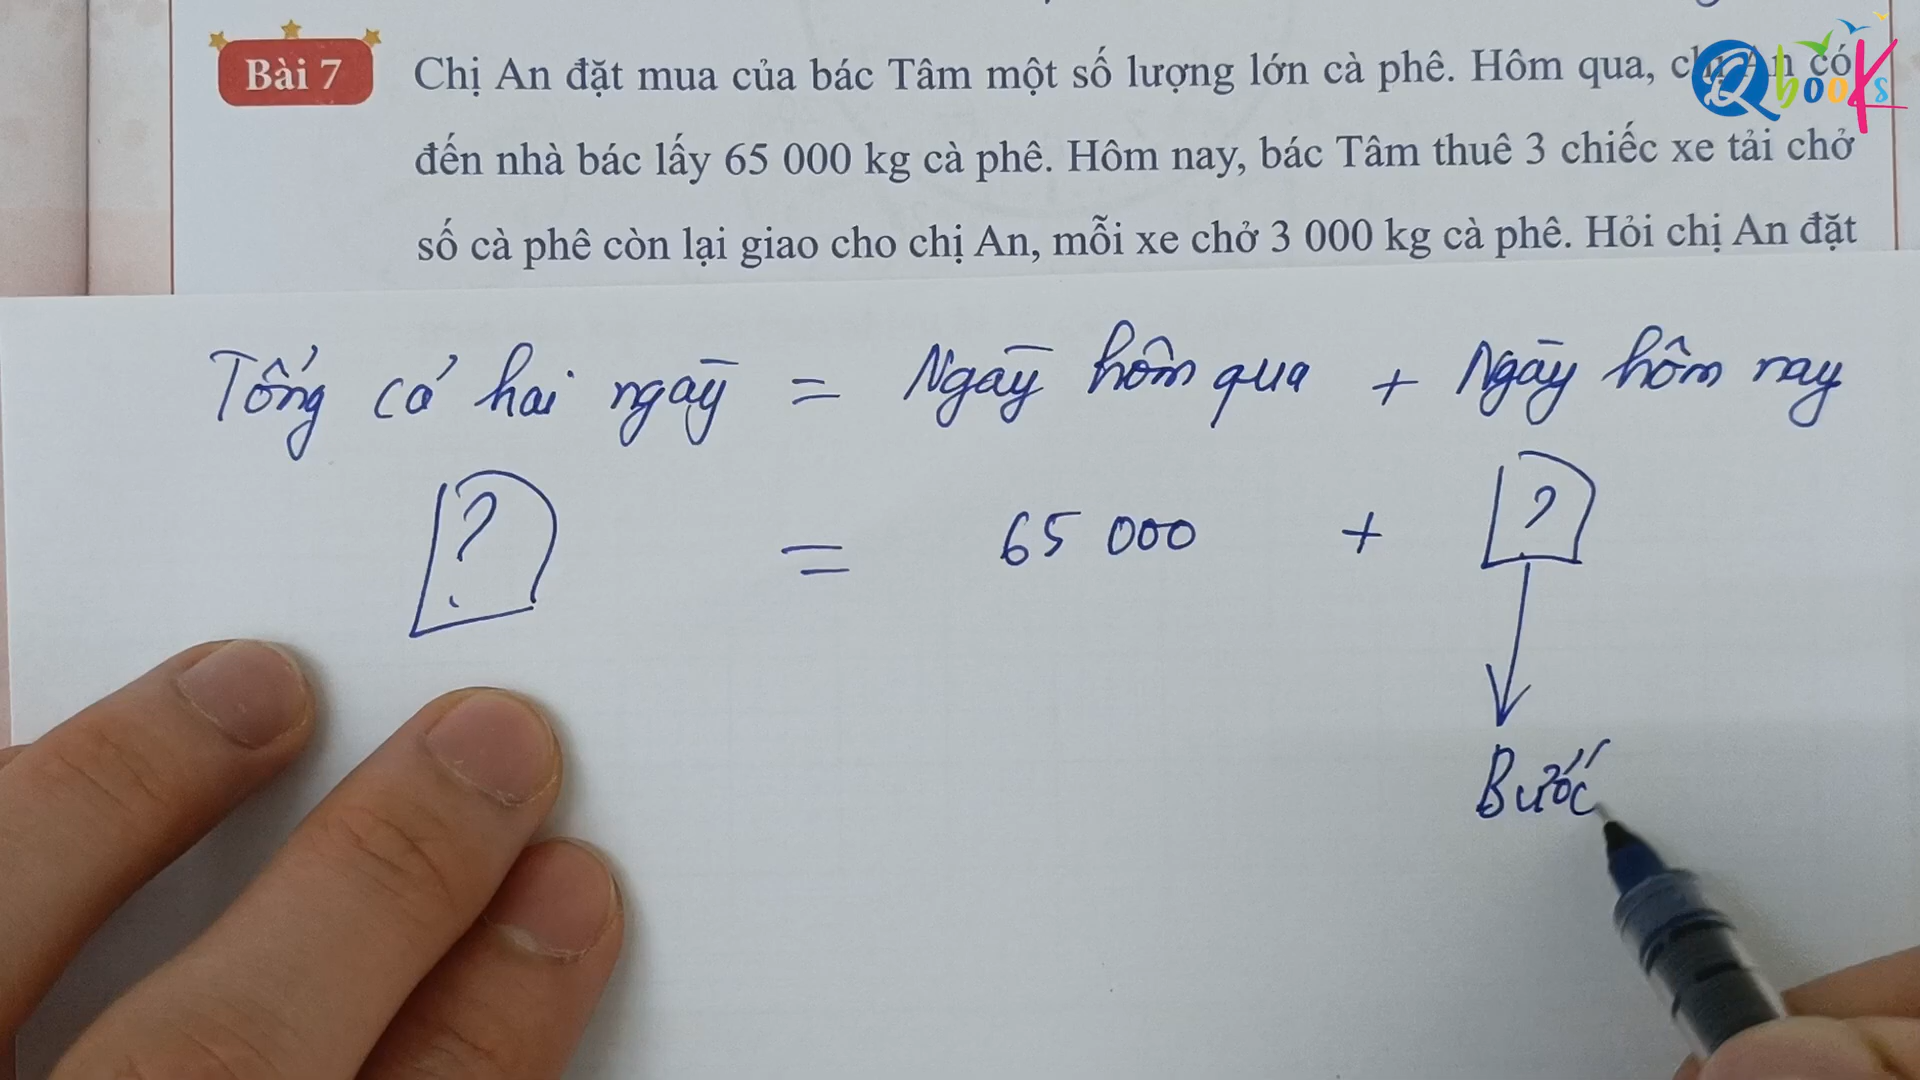 Bài 7
Chị An đặt mua của bác Tâm một số lượng lớn cà phê. Hôm qua, chị An có
đến nhà bác lấy 65 000 kg cà phê. Hôm nay, bác Tâm thuê 3 chiếc xe tải chở
số cà phê còn lại giao cho chị An, mỗi xe chở 3 000 kg cà phê. Hỏi chị An đặt
Qbooks
Tổng cả hai ngày = Ngày hôm qua + Ngày hôm nay
? = 65 000 + ?
Bước